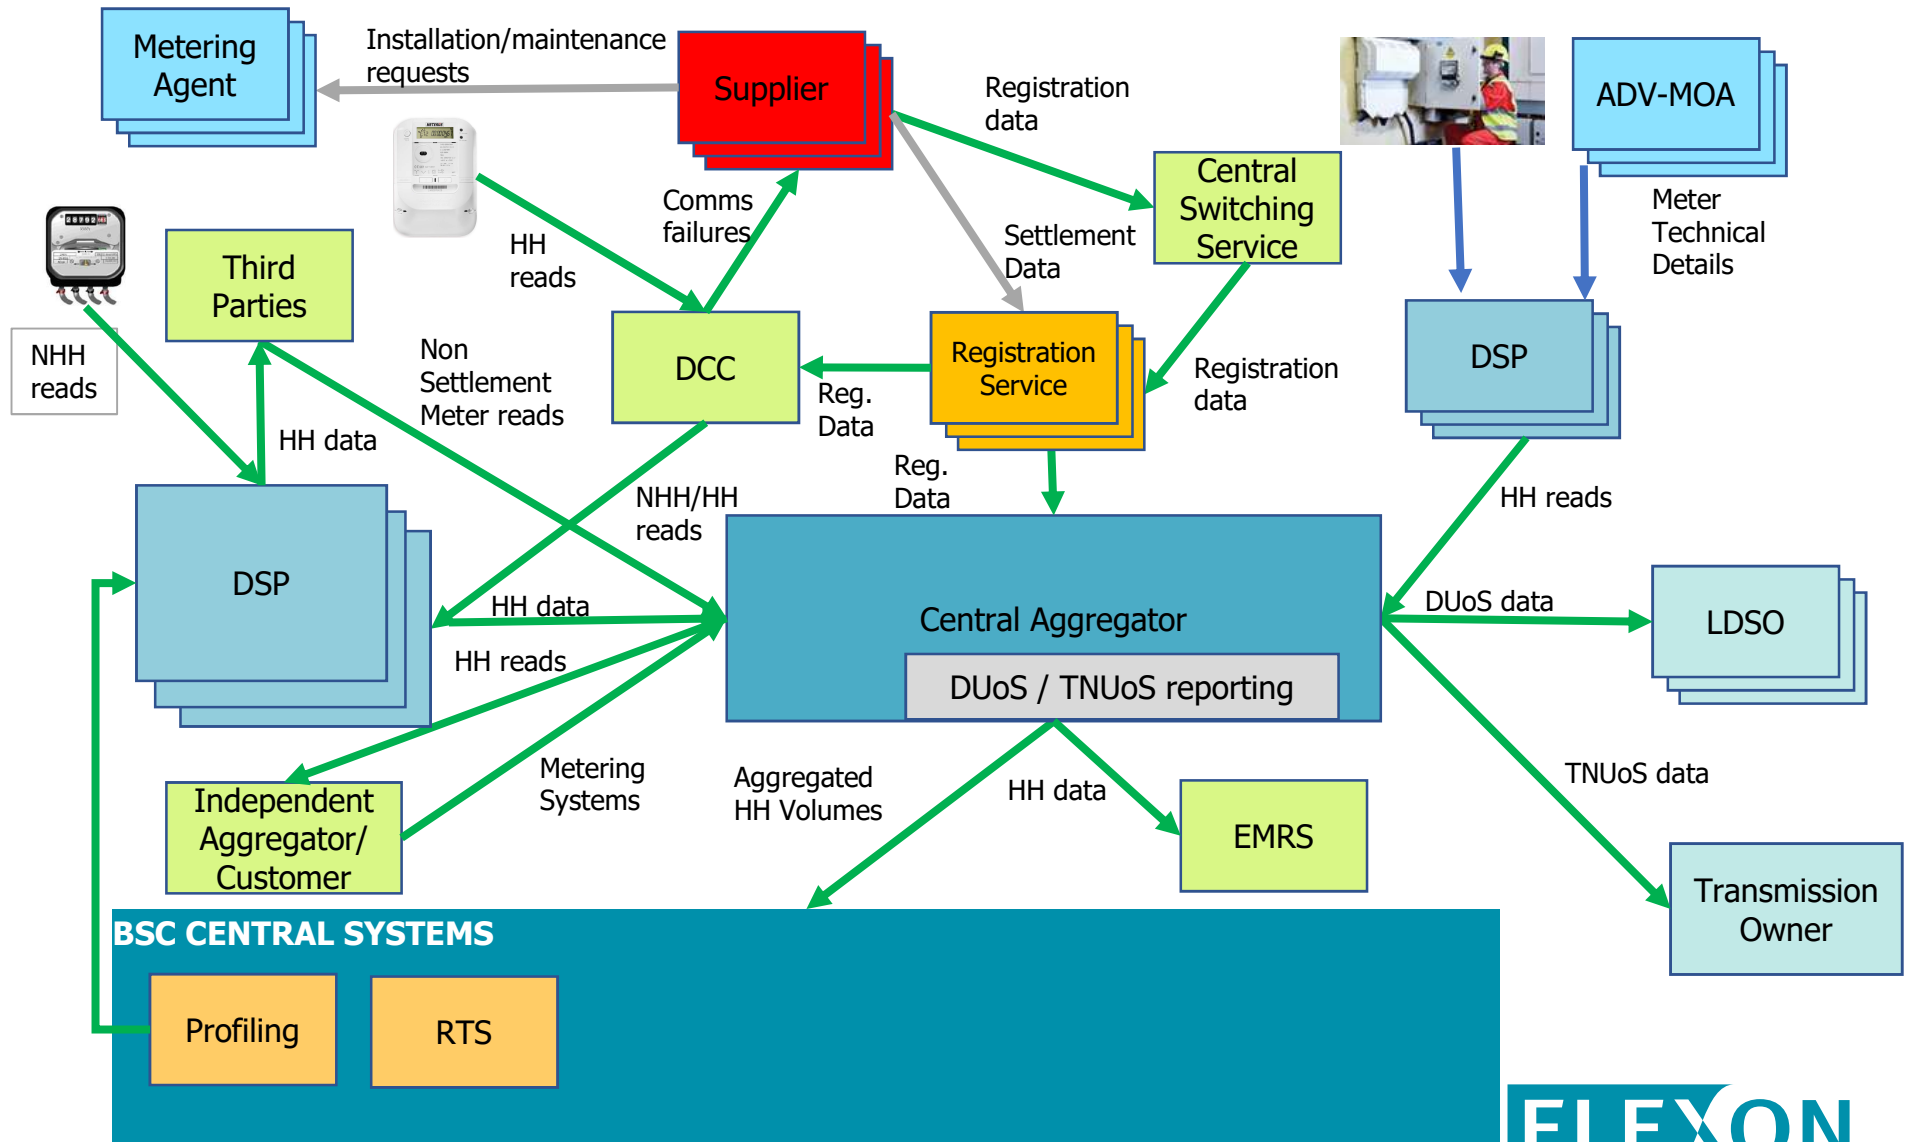 Metering
Agent
Installation/maintenance
requests
Supplier
Registration
data
ADV-MOA
Central
Switching
Service
Meter
Technical
Details
Comms
failures
HH
reads
Settlement
Data
Third
Parties
NHH
reads
Non
Settlement
Meter reads
DCC
Reg.
Data
Registration
Service
Registration
data
DSP
HH data
NHH/HH
reads
Reg.
Data
HH reads
DSP
HH data
HH reads
Central Aggregator
DUoS / TNUoS reporting
DUoS data
LDSO
TNUoS data
Independent
Aggregator/
Customer
Metering
Systems
Aggregated
HH Volumes
HH data
EMRS
Transmission
Owner
BSC CENTRAL SYSTEMS
Profiling
RTS
ELEXON